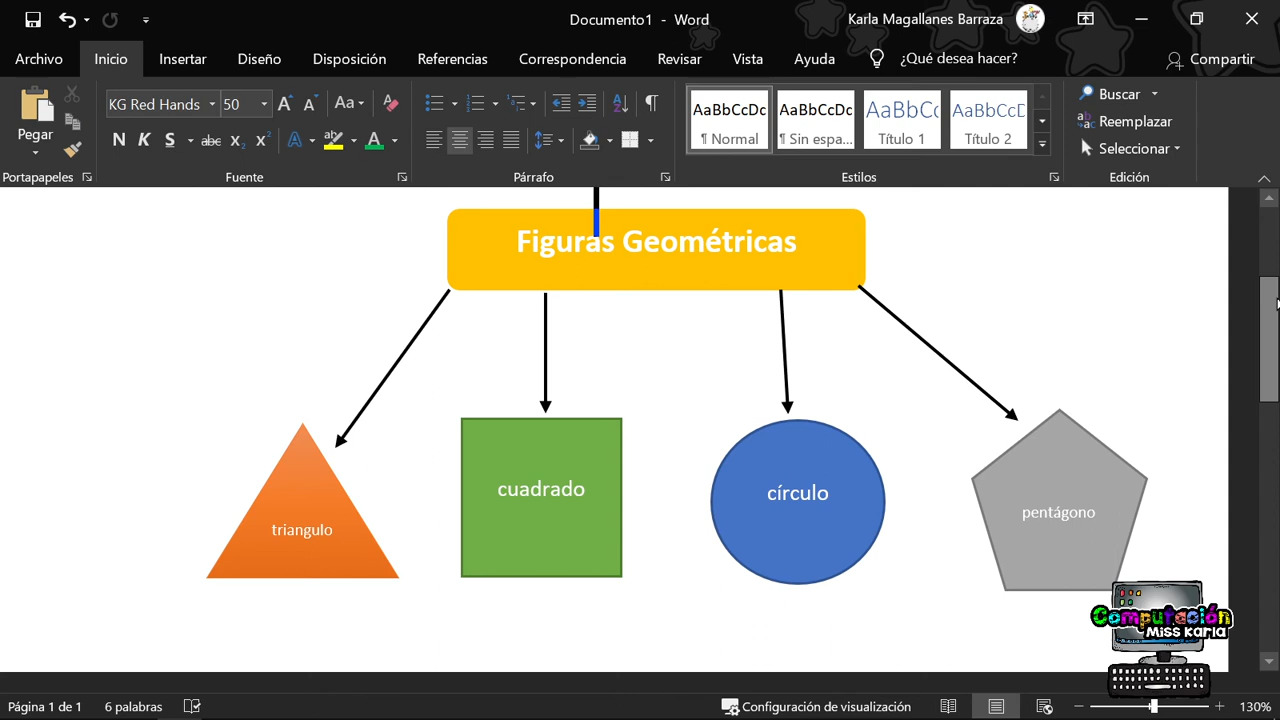 Documento1 - Word
Karla Magallanes Barraza
Archivo Inicio Insertar Diseño Disposición Referencias Correspondencia Revisar Vista Ayuda ¿Qué desea hacer? Compartir
Pegar
KG Red Hands 50 Aa
N K S abc x₂ x² A ab A
AaBbCcDc AaBbCcDc AaBbCc AaBbCcD
¶ Normal ¶ Sin espa... Título 1 Título 2
Buscar
Reemplazar
Seleccionar
Portapapeles Fuente Párrafo Estilos Edición
Figuras Geométricas
triangulo
cuadrado
círculo
pentágono
Computación
Miss Karla
Página 1 de 1 6 palabras Configuración de visualización 130%